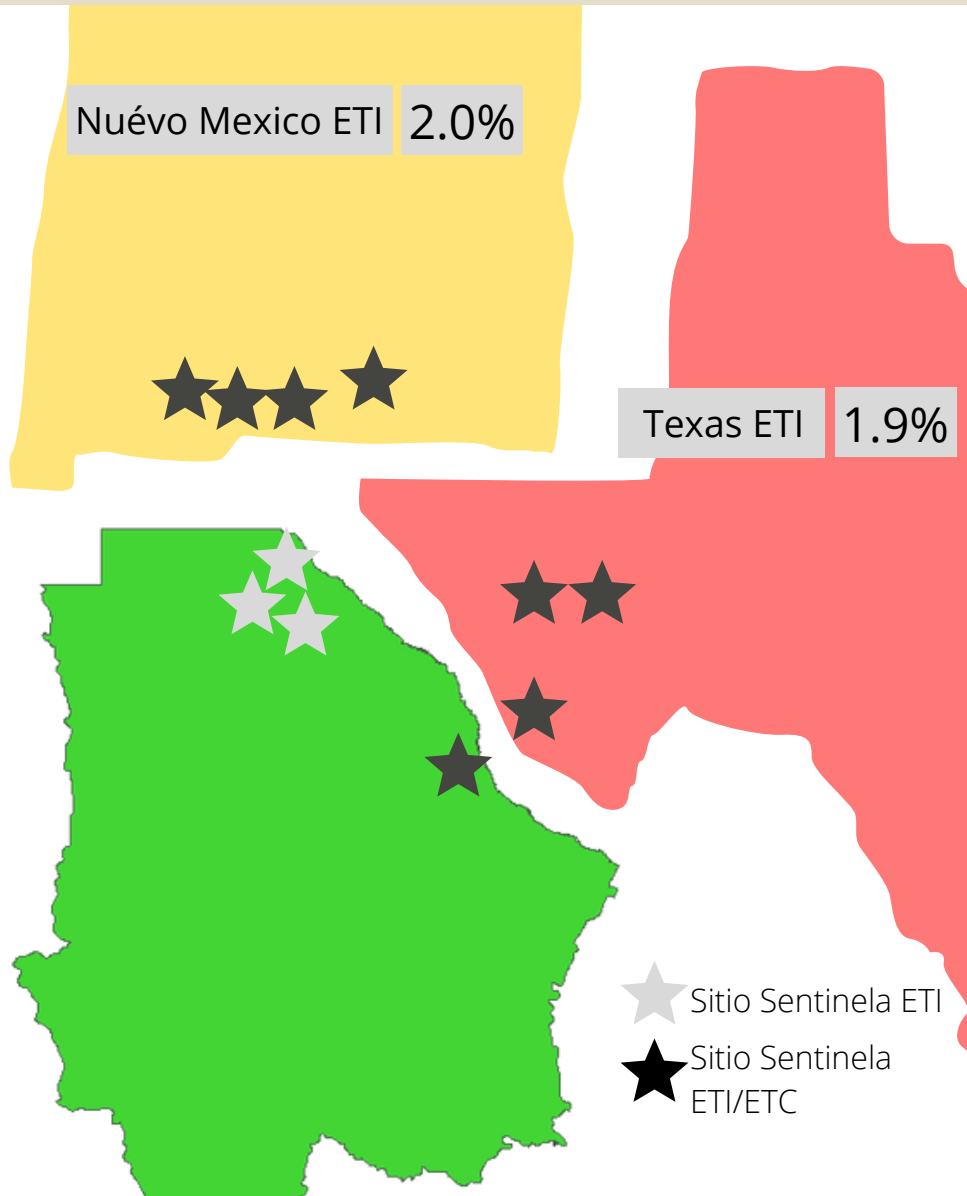 Nuévo Mexico ETI 2.0%
Texas ETI 1.9%
Sitio Sentinela ETI
Sitio Sentinela
ETI/ETC